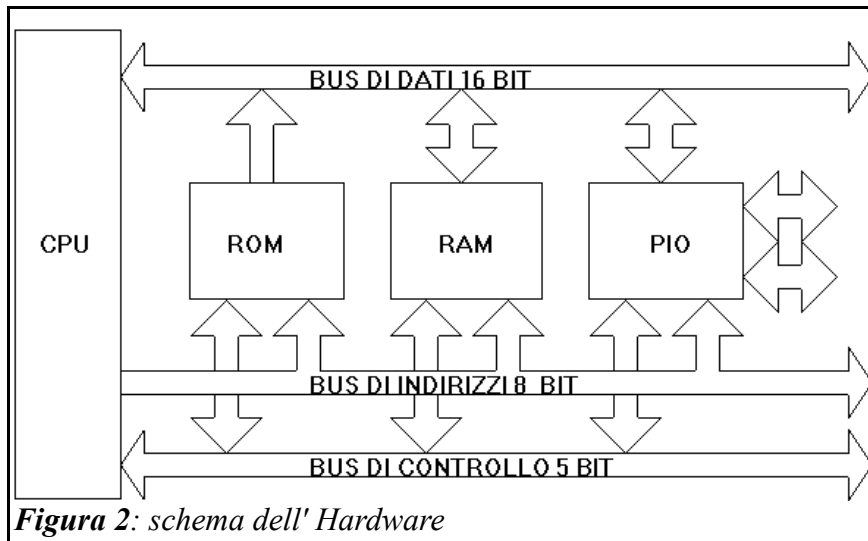 BUS DI DATI 16 BIT
CPU
ROM
RAM
PIO
BUS DI INDIRIZZI 8 BIT
BUS DI CONTROLLO 5 BIT
Figura 2: schema dell' Hardware